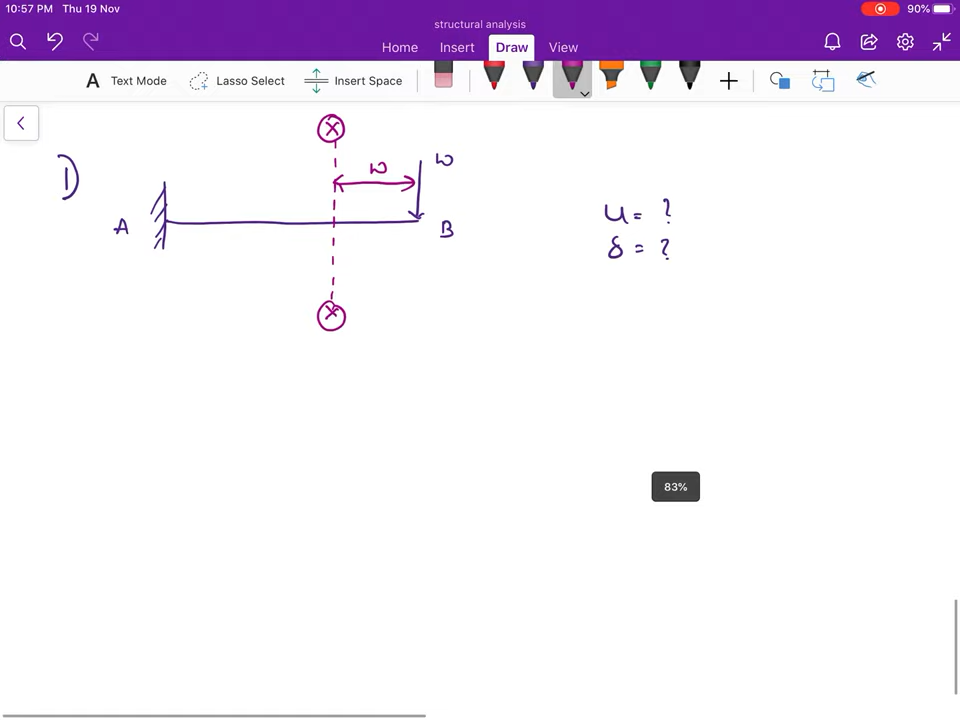 10:57 PM Thu 19 Nov
90%
structural analysis
Home Insert Draw View
A Text Mode Lasso Select Insert Space
X
1)
W
W
A
B
U = ?
δ = ?
X
83%